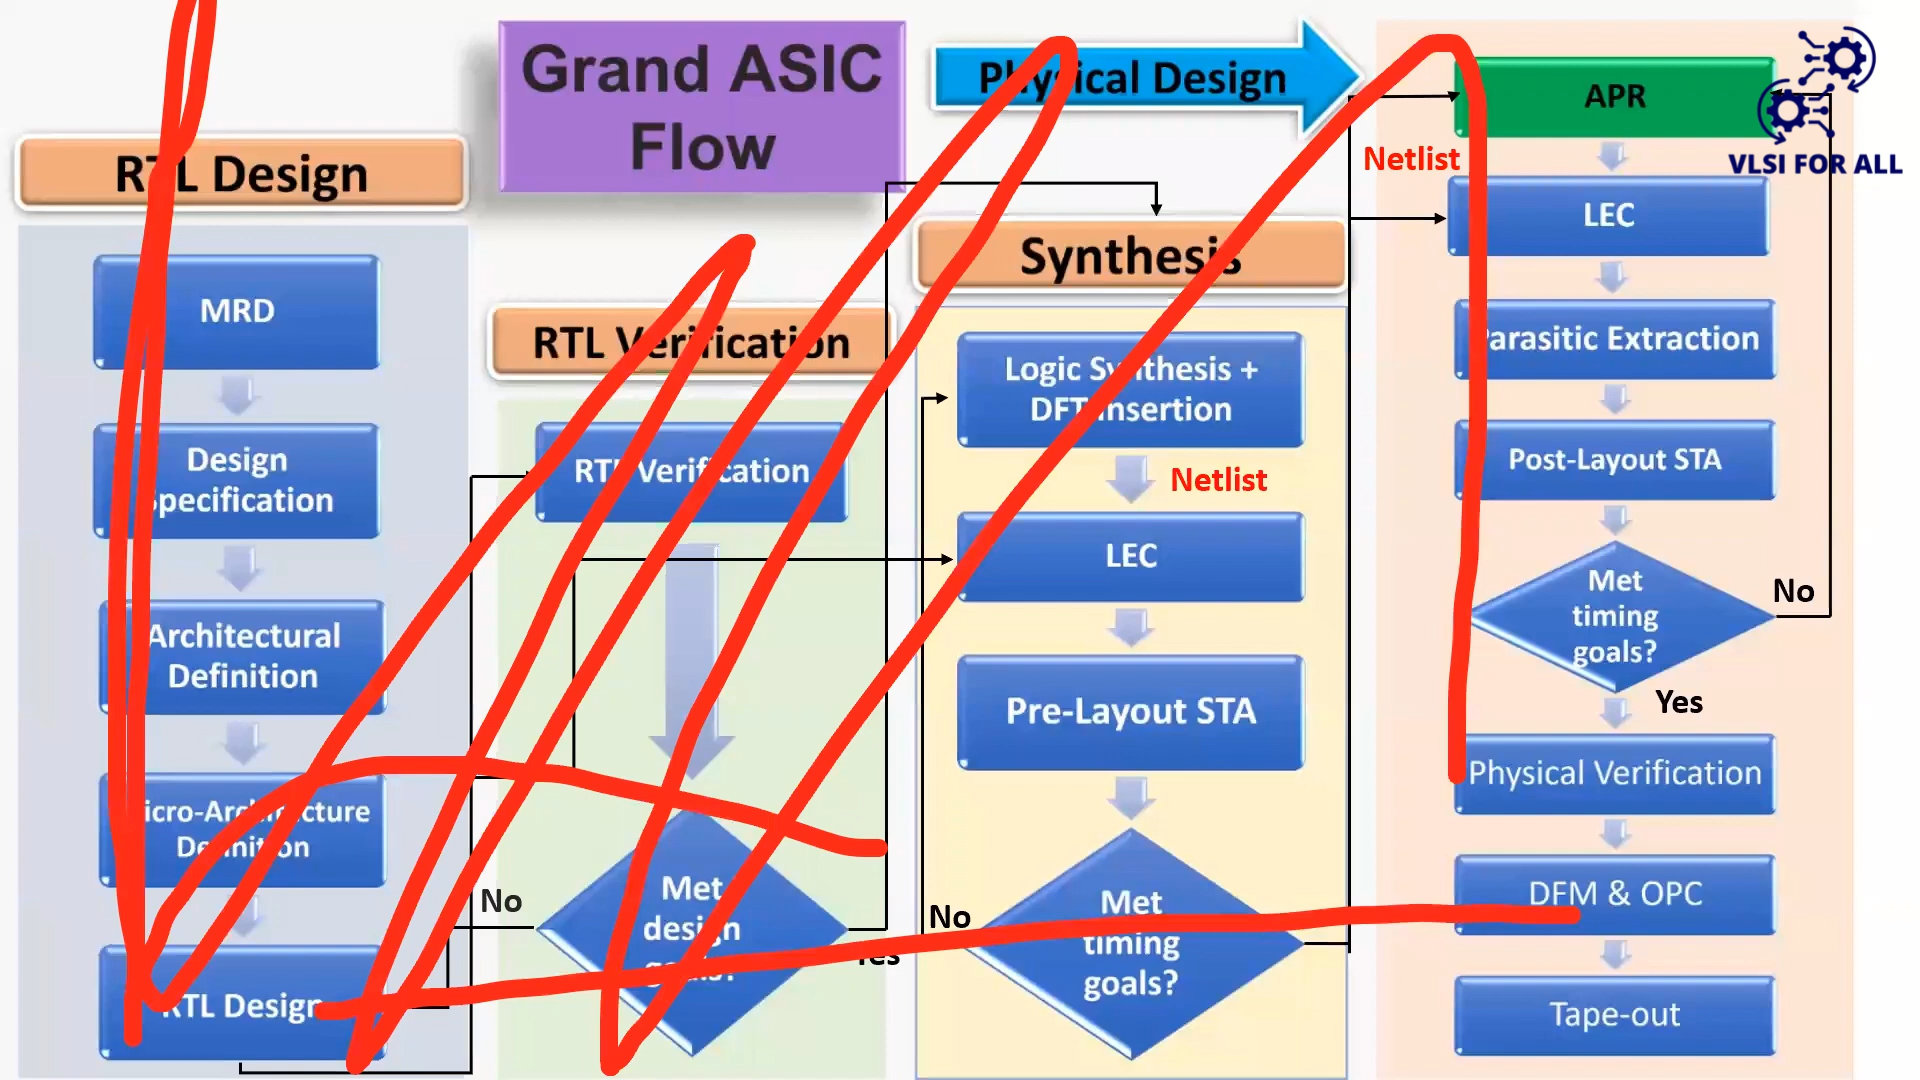 Grand ASIC
Flow
Physical Design
VLSI FOR ALL
RTL Design
MRD
Design
Specification
Architectural
Definition
Micro-Architecture
Definition
RTL Design
RTL Verification
RTL Verification
Met
design
goals?
No
Yes
Synthesis
Logic Synthesis +
DFT Insertion
Netlist
LEC
Pre-Layout STA
Met
timing
goals?
No
Netlist
APR
LEC
Parasitic Extraction
Post-Layout STA
Met
timing
goals?
No
Yes
Physical Verification
DFM & OPC
Tape-out